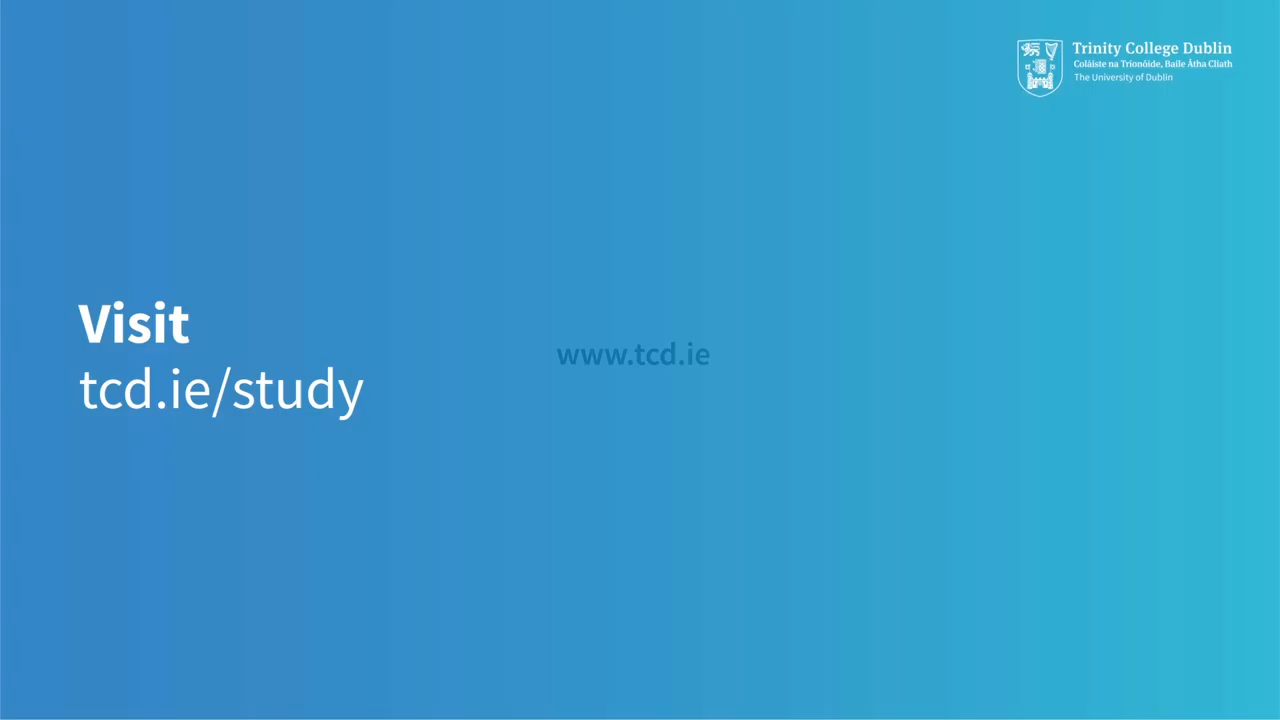 Trinity College Dublin
Coláiste na Tríonóide, Baile Átha Cliath
The University of Dublin
Visit
tcd.ie/study
www.tcd.ie